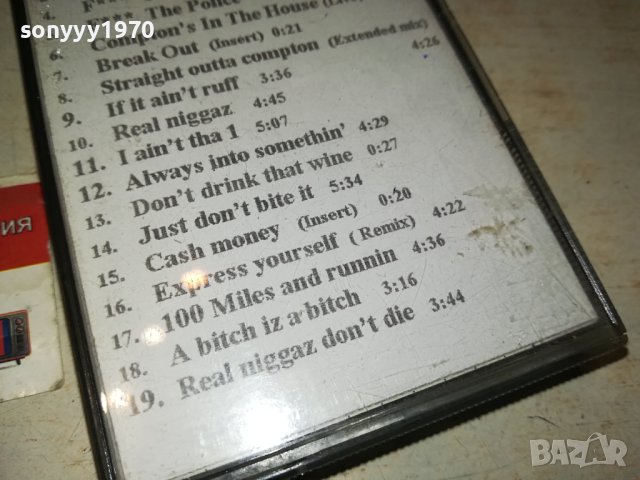 sonyyy1970
4. F*** The Police
Compton's In The House
6. Break Out (Insert) 0:21
7. Straight outta compton (Extended mix) 4:26
8. If it ain't ruff 3:36
9. Real niggaz 4:45
10. I ain't tha 1 5:07
11. Always into somethin' 4:29
12. Don't drink that wine 0:27
13. Just don't bite it 5:34
14. Cash money (Insert) 0:20
15. Express yourself (Remix) 4:22
16. 100 Miles and runnin 4:36
17. A bitch iz a bitch 3:16
18. Real niggaz don't die 3:44
19.
ИЯ
BAZAR